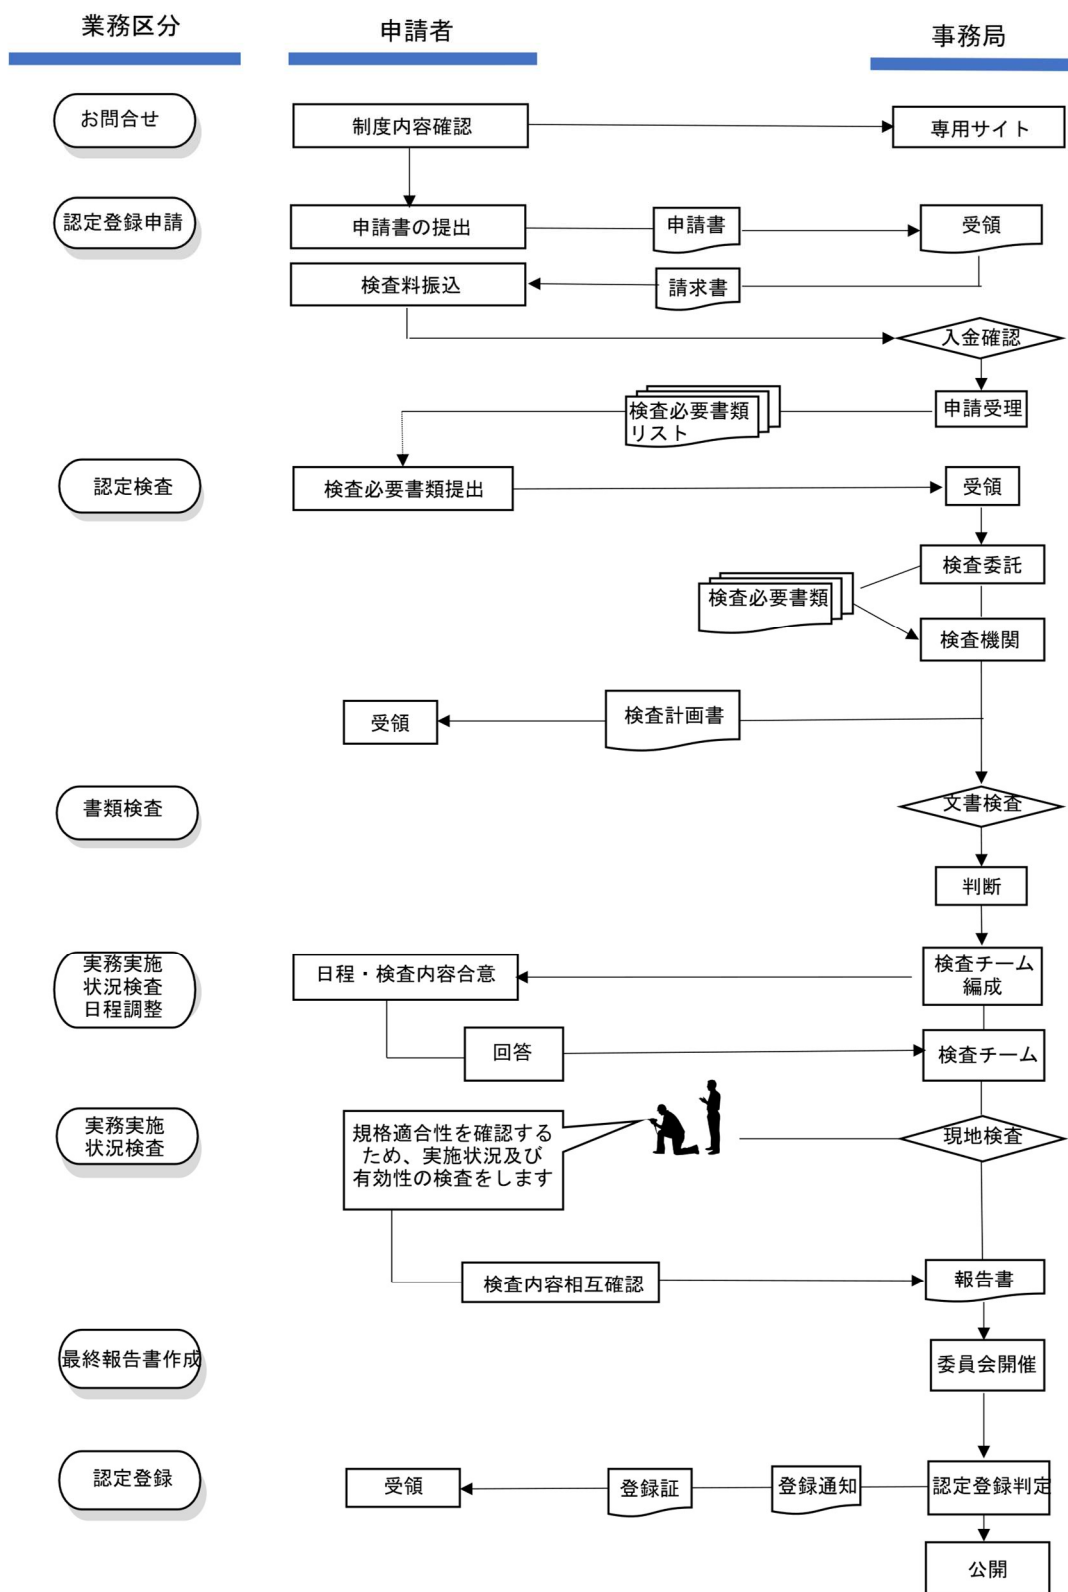 業務区分
申請者
事務局
お問合せ
制度内容確認
専用サイト
認定登録申請
申請書の提出
申請書
受領
検査料振込
請求書
入金確認
検査必要書類
リスト
申請受理
認定検査
検査必要書類提出
受領
検査委託
検査必要書類
検査機関
受領
検査計画書
書類検査
文書検査
判断
実務実施
状況検査
日程調整
日程・検査内容合意
検査チーム
編成
回答
検査チーム
実務実施
状況検査
規格適合性を確認する
ため、実施状況及び
有効性の検査をします
現地検査
検査内容相互確認
報告書
最終報告書作成
委員会開催
認定登録
受領
登録証
登録通知
認定登録判定
公開